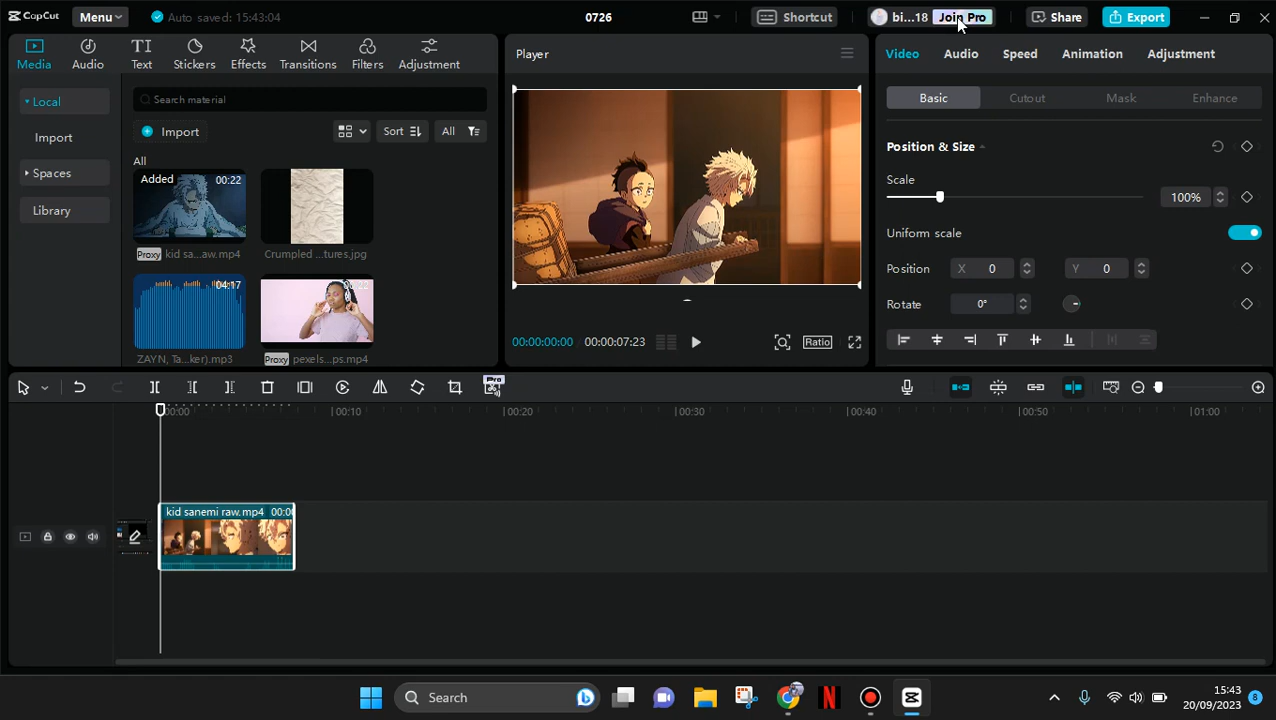 CapCut
Menu
Auto saved: 15:43:04
0726
Shortcut
bi...18
Join Pro
Share
Export
Media
Audio
Text
Stickers
Effects
Transitions
Filters
Adjustment
Local
Import
Spaces
Library
Search material
Import
Sort
All
All
Added
00:22
Proxy
kid sa...aw.mp4
Crumpled ...tures.jpg
04:17
ZAYN, Ta...ker).mp3
Proxy
pexels...ps.mp4
Player
00:00:00:00
00:00:07:23
Ratio
Video
Audio
Speed
Animation
Adjustment
Basic
Cutout
Mask
Enhance
Position & Size
Scale
100%
Uniform scale
Position
X 0
Y 0
Rotate
0°
Pro
00:00
00:10
00:20
00:30
00:40
00:50
01:00
kid sanemi raw.mp4
Search
15:43
20/09/2023
8